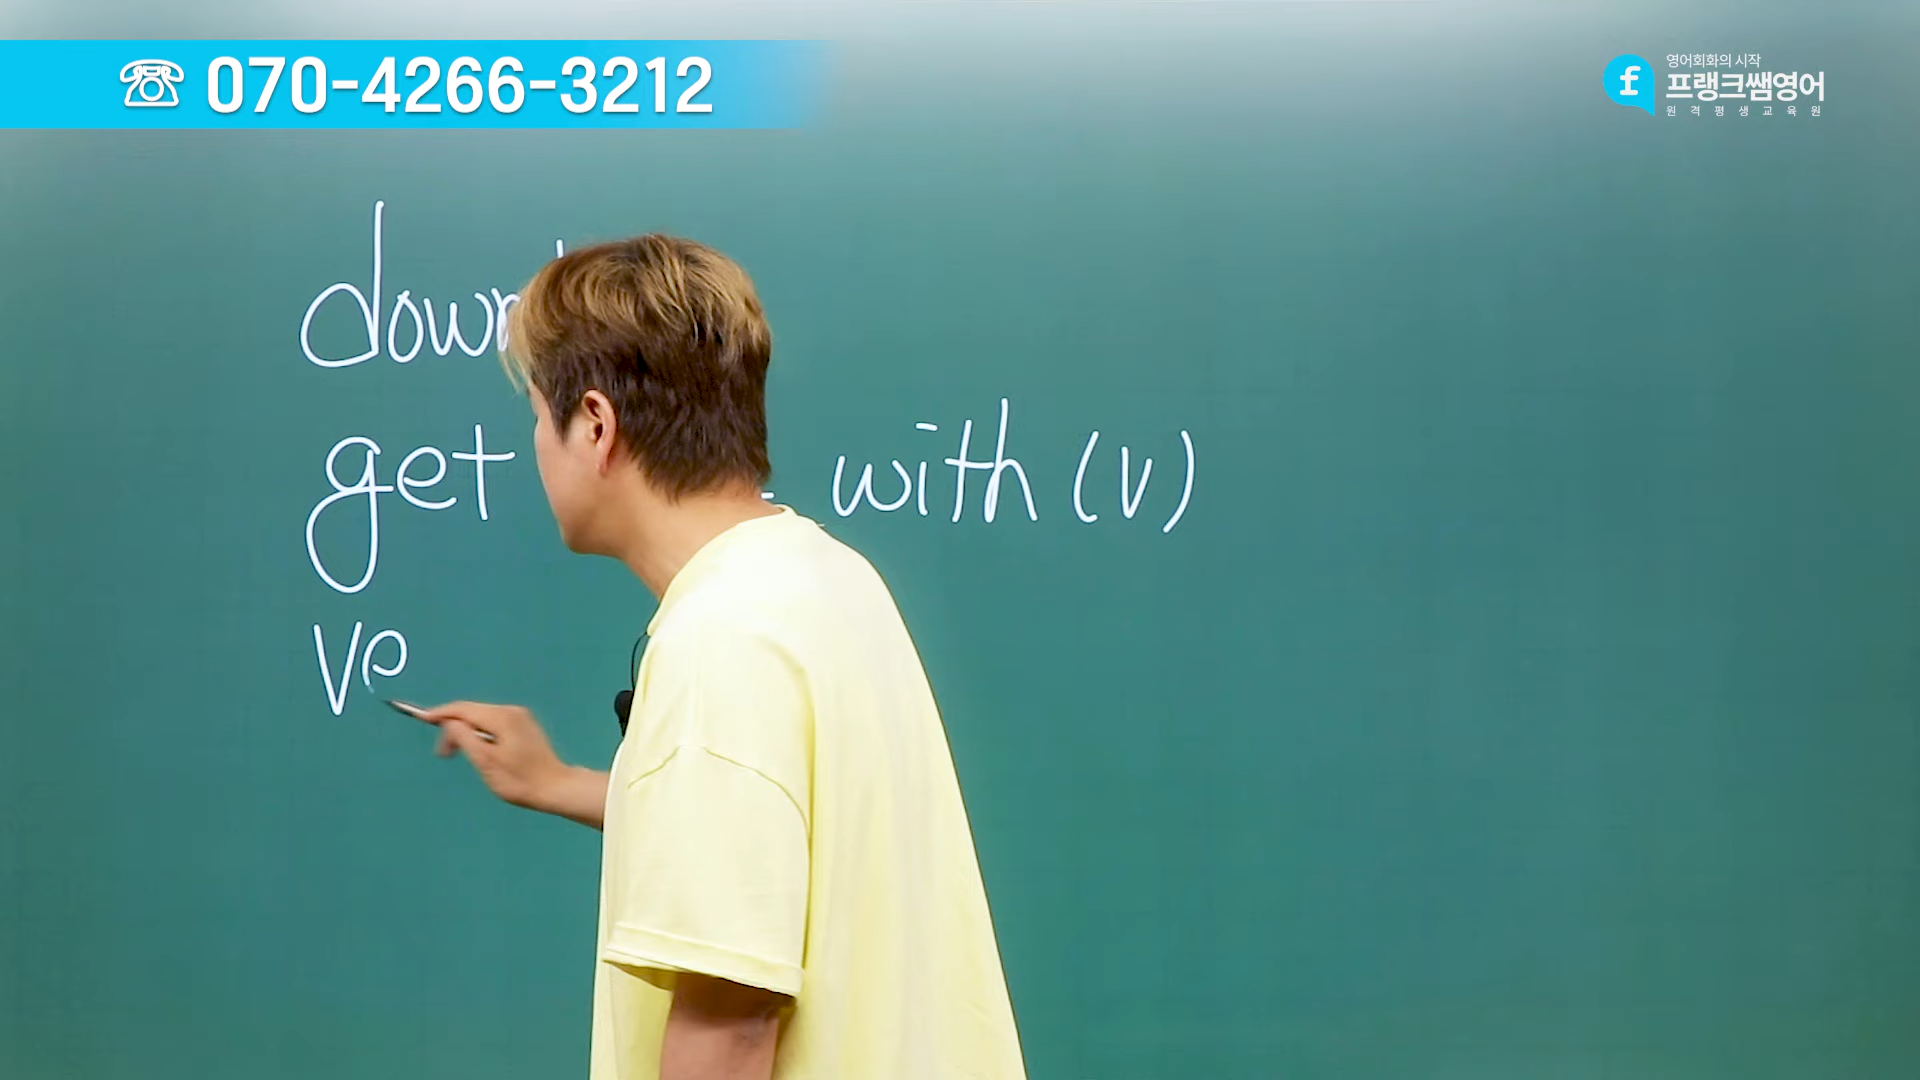 070-4266-3212
영어회화의 시작
프랭크쌤영어
원격평생교육원
get
with (v)
ve